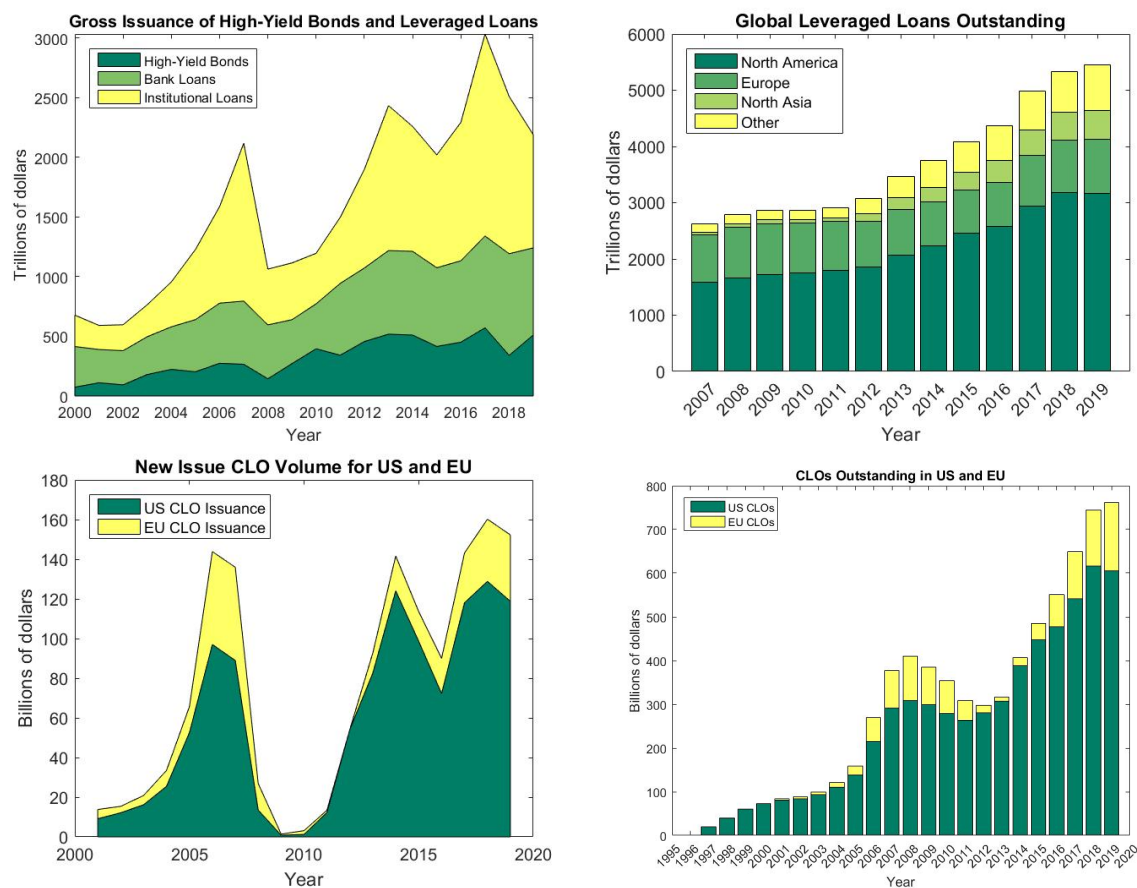 Gross Issuance of High-Yield Bonds and Leveraged Loans
3000
2500
2000
1500
1000
500
0
Trillions of dollars
High-Yield Bonds
Bank Loans
Institutional Loans
2000 2002 2004 2006 2008 2010 2012 2014 2016 2018
Year
Global Leveraged Loans Outstanding
6000
5000
4000
3000
2000
1000
0
Trillions of dollars
North America
Europe
North Asia
Other
2007 2008 2009 2010 2011 2012 2013 2014 2015 2016 2017 2018 2019
Year
New Issue CLO Volume for US and EU
180
160
140
120
100
80
60
40
20
0
Billions of dollars
US CLO Issuance
EU CLO Issuance
2000 2005 2010 2015 2020
Year
CLOs Outstanding in US and EU
800
700
600
500
400
300
200
100
0
Billions of dollars
US CLOs
EU CLOs
1995 1996 1997 1998 1999 2000 2001 2002 2003 2004 2005 2006 2007 2008 2009 2010 2011 2012 2013 2014 2015 2016 2017 2018 2019 2020
Year